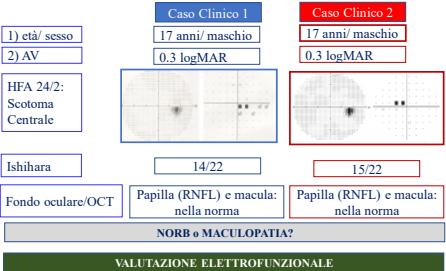 Caso Clinico 1
Caso Clinico 2
1) età/ sesso
17 anni/ maschio
17 anni/ maschio
2) AV
0.3 logMAR
0.3 logMAR
HFA 24/2:
Scotoma
Centrale
Ishihara
14/22
15/22
Fondo oculare/OCT
Papilla (RNFL) e macula:
nella norma
Papilla (RNFL) e macula:
nella norma
NORB o MACULOPATIA?
VALUTAZIONE ELETTROFUNZIONALE